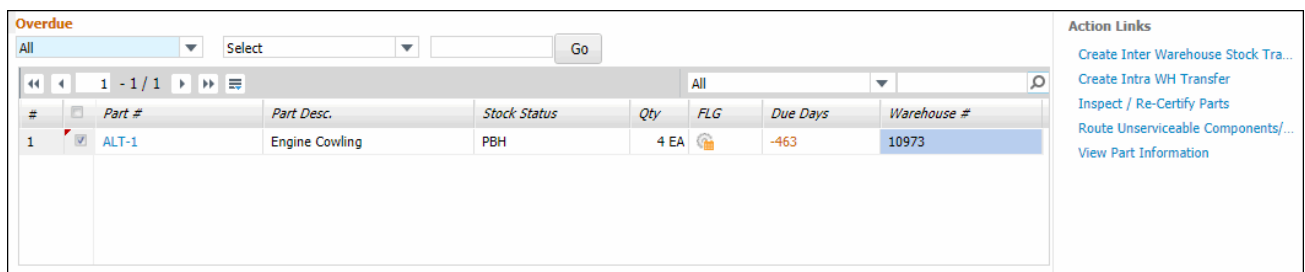 Overdue
All Select Go
1 - 1 / 1 All
# Part # Part Desc. Stock Status Qty FLG Due Days Warehouse #
1 ALT-1 Engine Cowling PBH 4 EA -463 10973
Action Links
Create Inter Warehouse Stock Tra...
Create Intra WH Transfer
Inspect / Re-Certify Parts
Route Unserviceable Components/...
View Part Information